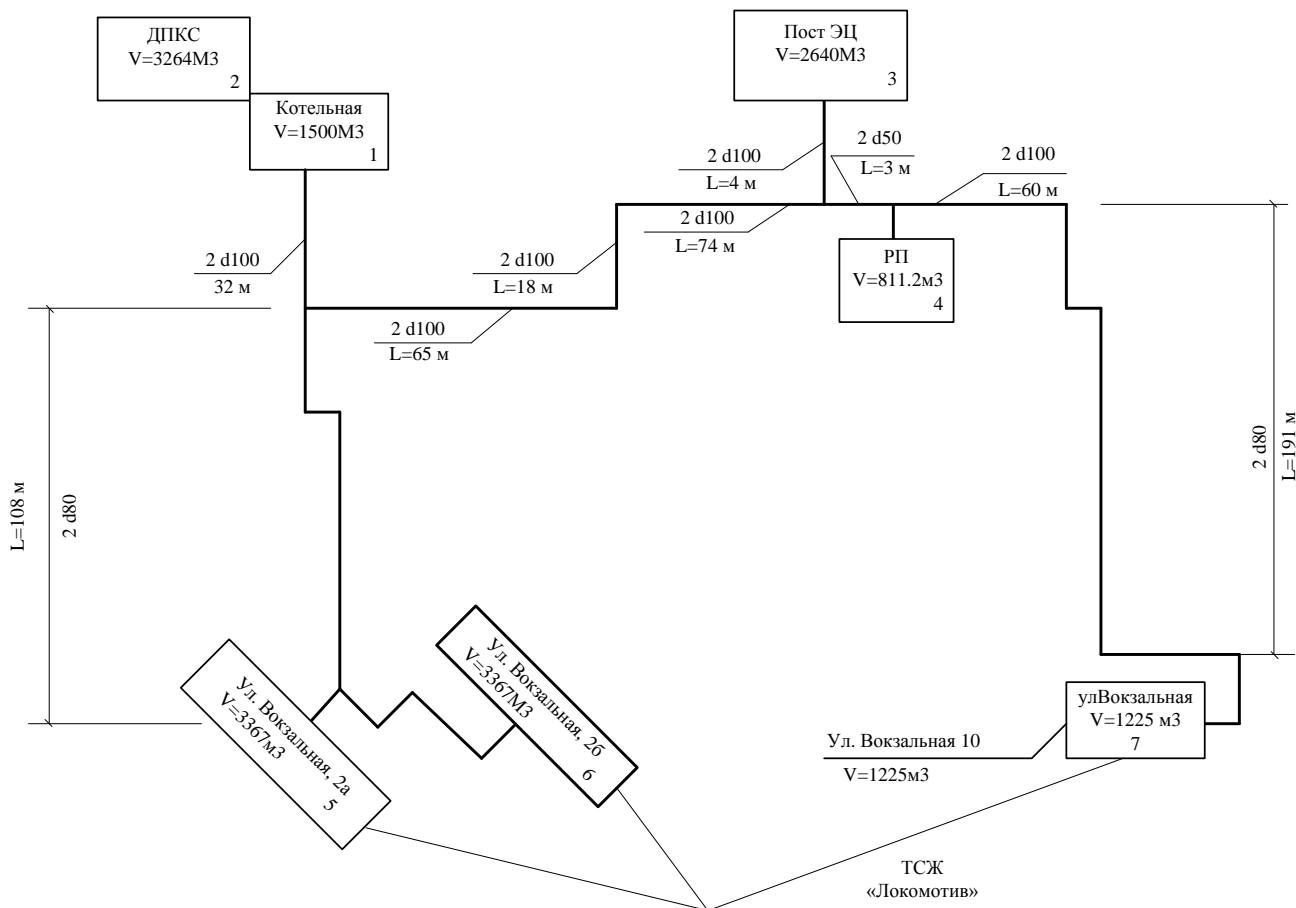 ДПКС
V=3264М3
2
Котельная
V=1500М3
1
Пост ЭЦ
V=2640М3
3
2 d100
L=4 м
2 d50
L=3 м
2 d100
L=60 м
2 d100
L=74 м
2 d100
32 м
2 d100
L=18 м
2 d100
L=65 м
РП
V=811.2м3
4
L=108 м
2 d80
2 d80
L=191 м
Ул. Вокзальная, 2а
V=3367м3
5
Ул. Вокзальная, 2б
V=3367М3
6
Ул. Вокзальная 10
V=1225м3
улВокзальная
V=1225 м3
7
ТСЖ
«Локомотив»